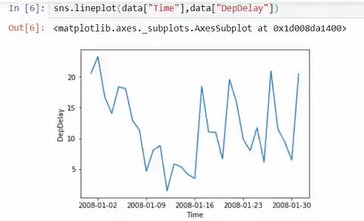 In [6]: sns.lineplot(data["Time"],data["DepDelay"])
Out[6]: <matplotlib.axes._subplots.AxesSubplot at 0x1d008da1400>
20
15
DepDelay
10
5
2008-01-02 2008-01-09 2008-01-16 2008-01-23 2008-01-30
Time